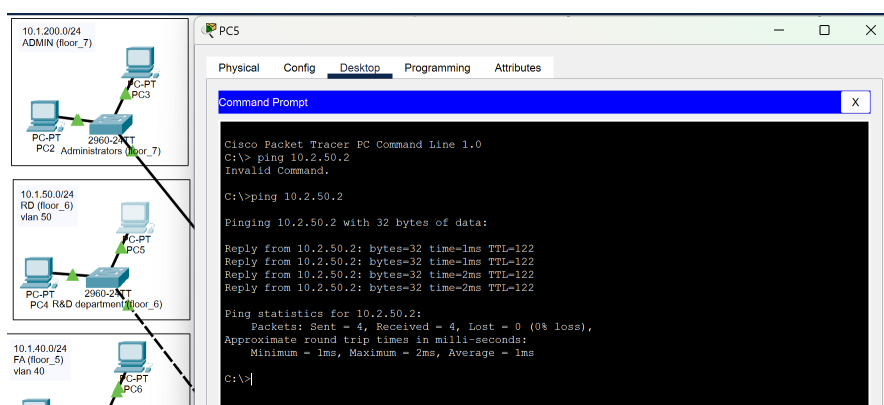 10.1.200.0/24
ADMIN (floor_7)
PC-PT
PC3
PC-PT
PC2
2960-24TT
Administrators (floor_7)
10.1.50.0/24
RD (floor_6)
vlan 50
PC-PT
PC5
PC-PT
PC4
2960-24TT
R&D department (floor_6)
10.1.40.0/24
FA (floor_5)
vlan 40
PC-PT
PC6
PC5
Physical Config Desktop Programming Attributes
Command Prompt
X
Cisco Packet Tracer PC Command Line 1.0
C:\> ping 10.2.50.2
Invalid Command.
C:\>ping 10.2.50.2
Pinging 10.2.50.2 with 32 bytes of data:
Reply from 10.2.50.2: bytes=32 time=1ms TTL=122
Reply from 10.2.50.2: bytes=32 time=1ms TTL=122
Reply from 10.2.50.2: bytes=32 time=2ms TTL=122
Reply from 10.2.50.2: bytes=32 time=2ms TTL=122
Ping statistics for 10.2.50.2:
Packets: Sent = 4, Received = 4, Lost = 0 (0% loss),
Approximate round trip times in milli-seconds:
Minimum = 1ms, Maximum = 2ms, Average = 1ms
C:\>